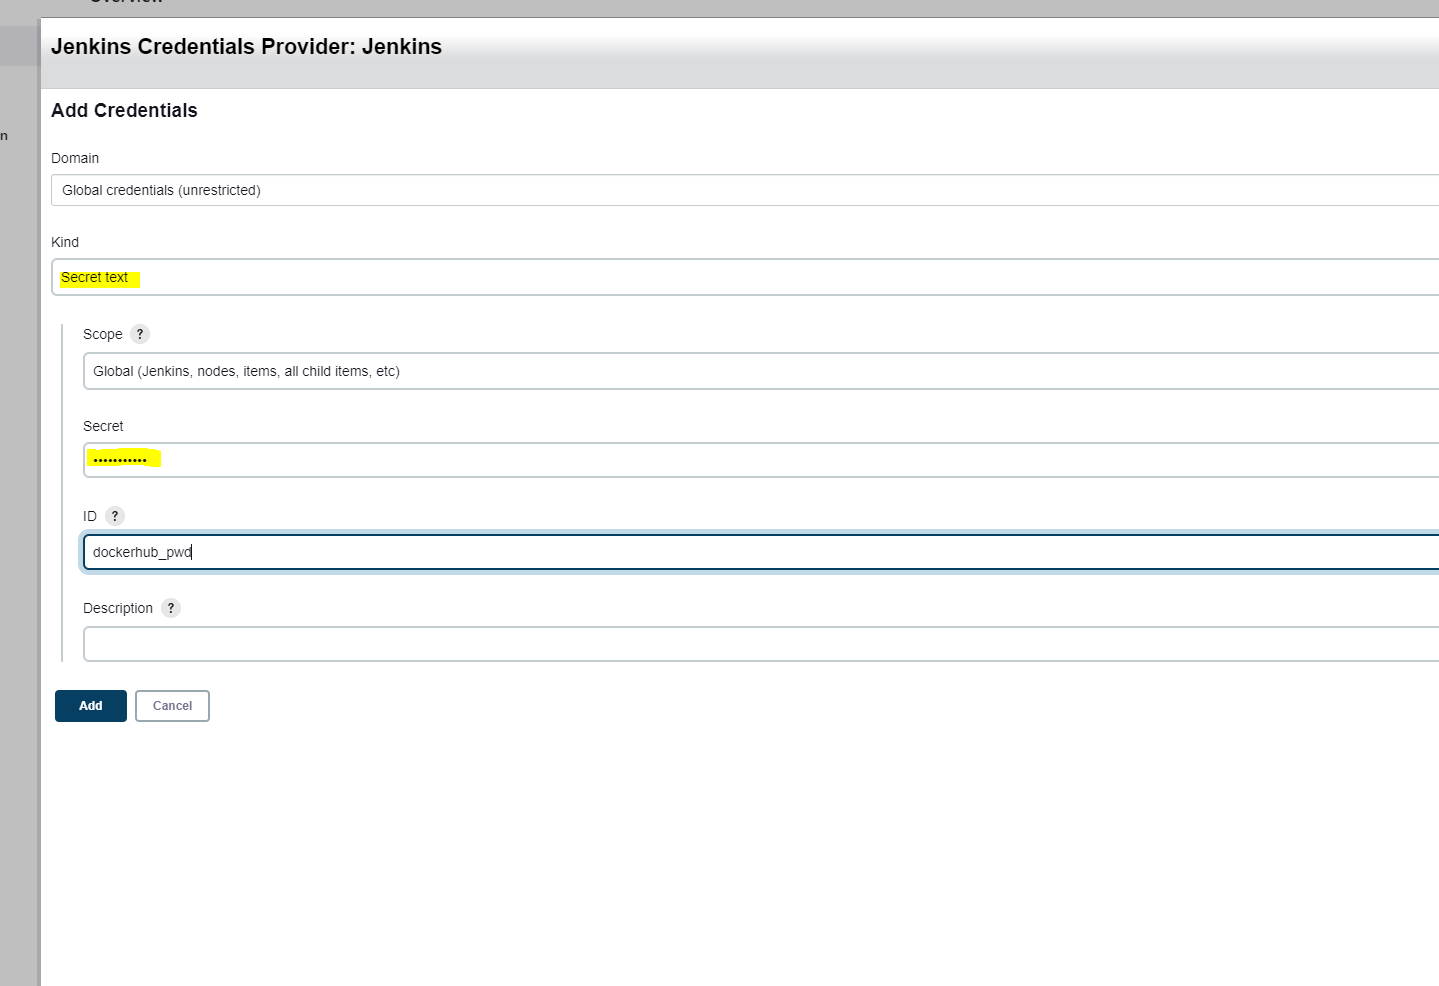 Overview
n
Jenkins Credentials Provider: Jenkins
Add Credentials
Domain
Global credentials (unrestricted)
Kind
Secret text
Scope ?
Global (Jenkins, nodes, items, all child items, etc)
Secret
...........
ID ?
dockerhub_pwd
Description ?
Add Cancel